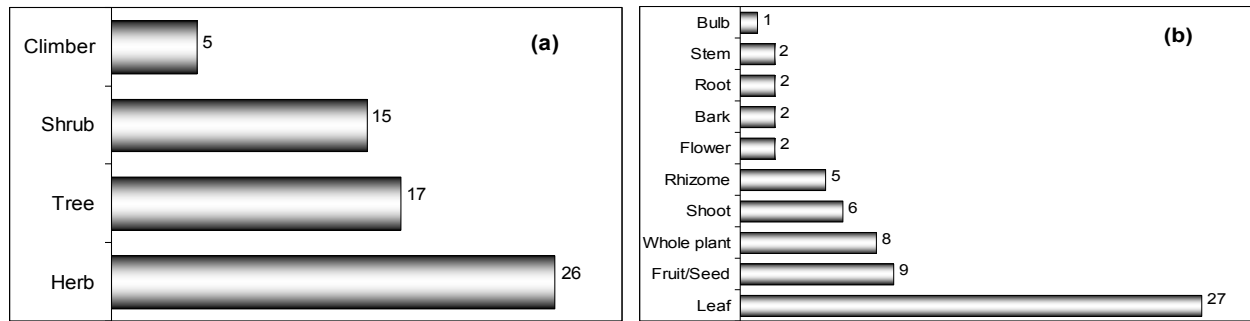 (a)
Climber 5
Shrub 15
Tree 17
Herb 26
(b)
Bulb 1
Stem 2
Root 2
Bark 2
Flower 2
Rhizome 5
Shoot 6
Whole plant 8
Fruit/Seed 9
Leaf 27